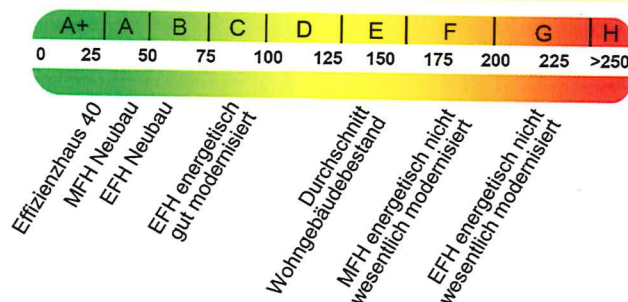 A+ A B C D E F G H
0 25 50 75 100 125 150 175 200 225 >250
Effizienzhaus 40
MFH Neubau
EFH Neubau
EFH energetisch
gut modernisiert
Durchschnitt
Wohngebäudebestand
MFH energetisch nicht
wesentlich modernisiert
EFH energetisch nicht
wesentlich modernisiert